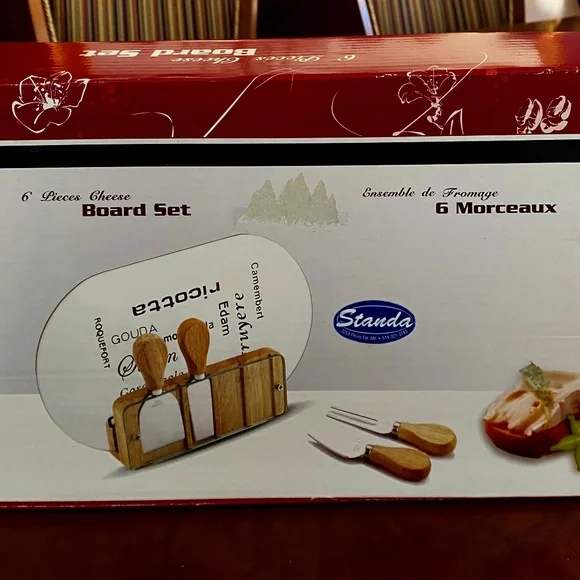 6 Pieces Cheese
Board Set
6 Pieces Cheese
Board Set
Ensemble de Fromage
6 Morceaux
Camembert
ricotta
Edam
ROQUEFORT
GOUDA
Standa